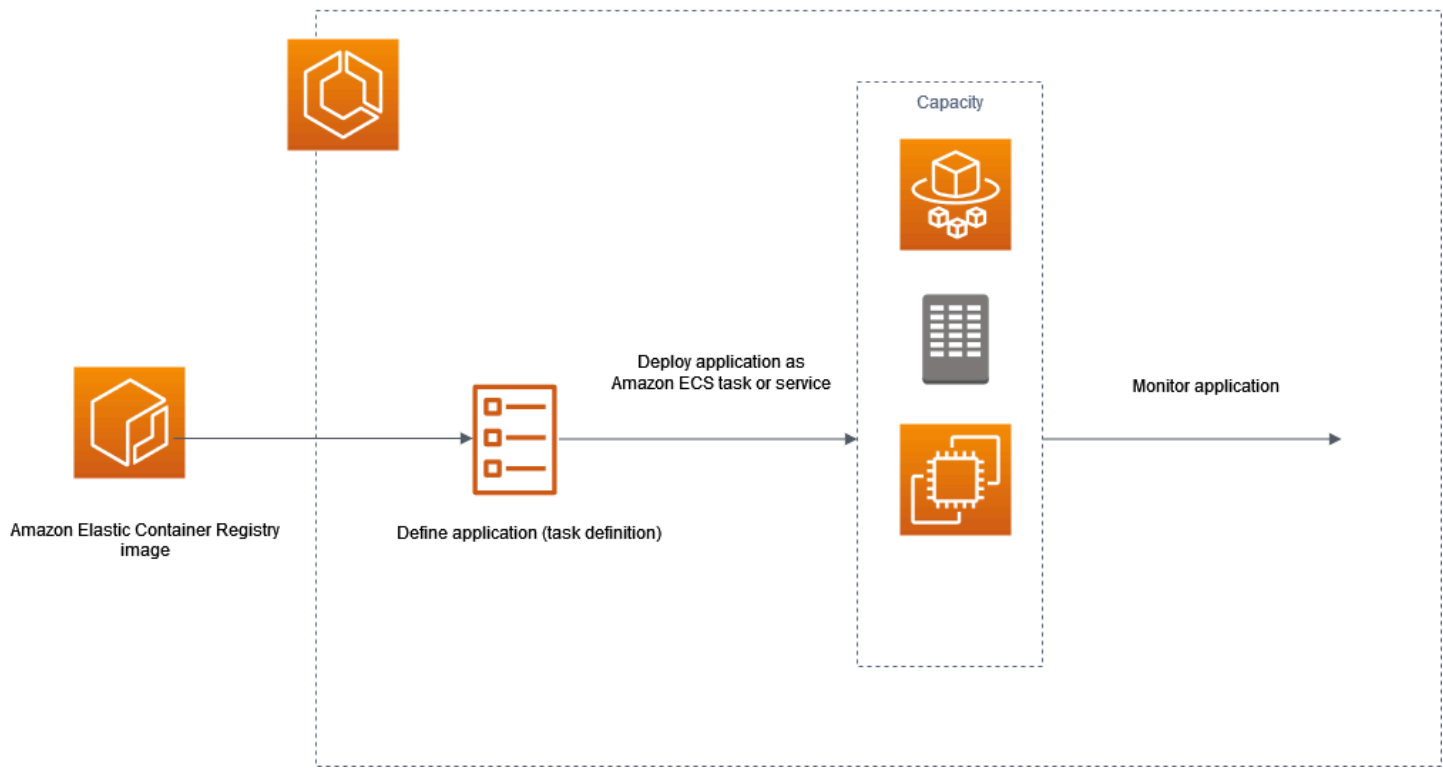 Capacity
Deploy application as
Amazon ECS task or service
Monitor application
Amazon Elastic Container Registry
image
Define application (task definition)